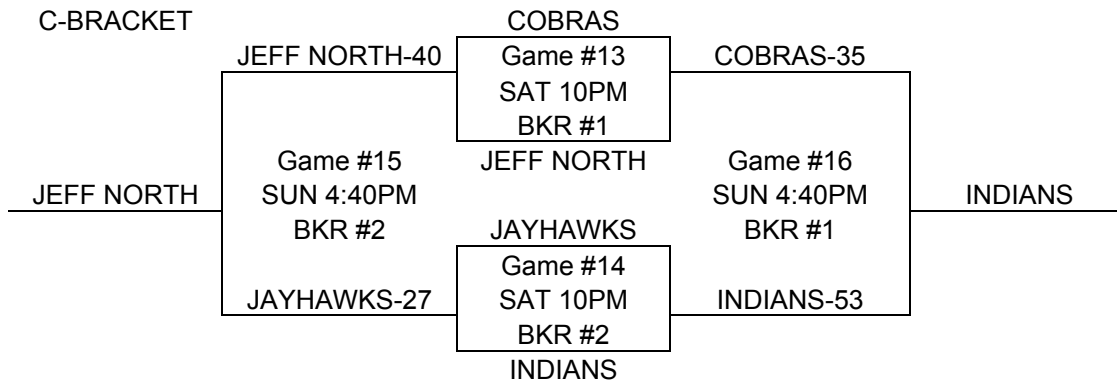 C-BRACKET COBRAS
JEFF NORTH-40 Game #13 COBRAS-35
SAT 10PM
BKR #1
Game #15 JEFF NORTH Game #16
JEFF NORTH SUN 4:40PM SUN 4:40PM INDIANS
BKR #2 JAYHAWKS BKR #1
Game #14
JAYHAWKS-27 SAT 10PM INDIANS-53
BKR #2
INDIANS